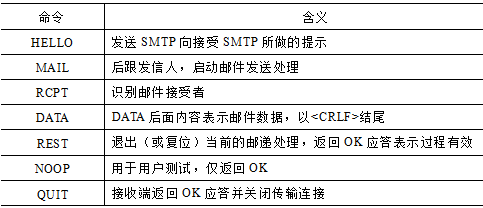 命令 含义
HELLO 发送 SMTP 向接受 SMTP 所做的提示
MAIL 后跟发信人，启动邮件发送处理
RCPT 识别邮件接受者
DATA DATA 后面内容表示邮件数据，以<CRLF>结尾
REST 退出（或复位）当前的邮递处理，返回 OK 应答表示过程有效
NOOP 用于用户测试，仅返回 OK
QUIT 接收端返回 OK 应答并关闭传输连接